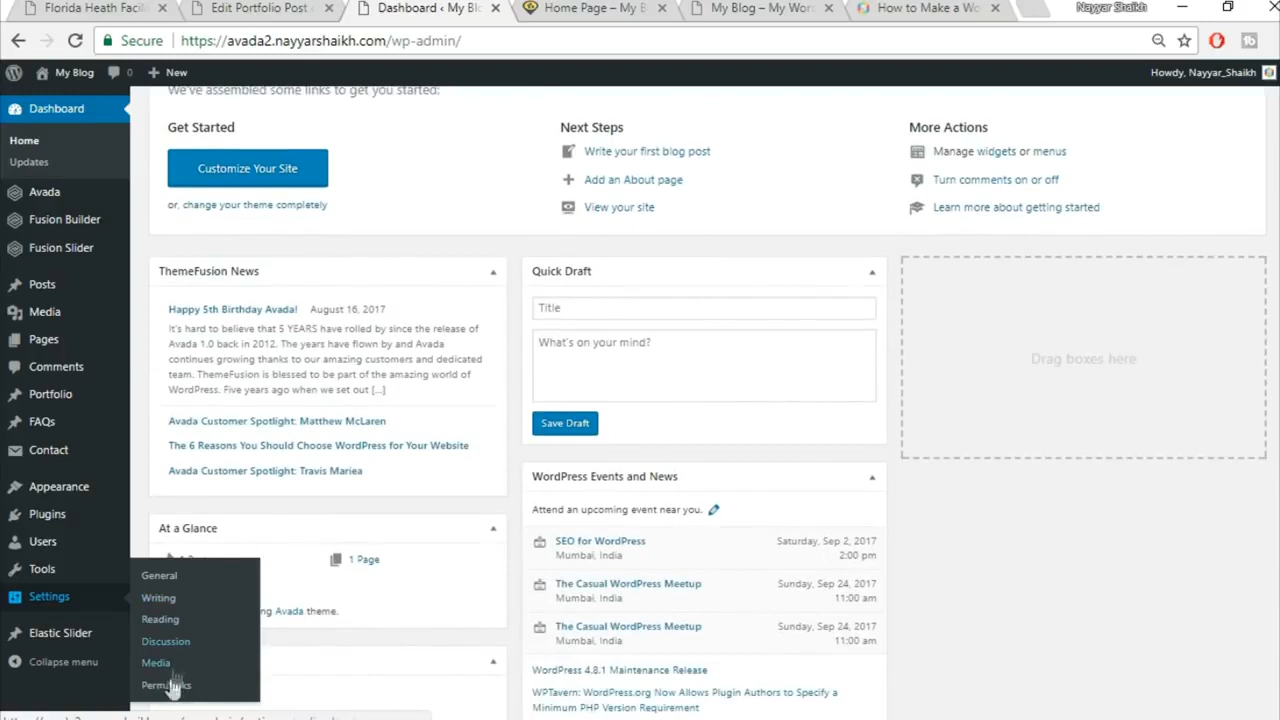 Florida Heath Facili
Edit Portfolio Post
Dashboard ‹ My Bl
Home Page – My B
My Blog – My Wor
How to Make a Wo
Nayyar Shaikh
Secure
https://avada2.nayyarshaikh.com/wp-admin/
My Blog
0
New
Howdy, Nayyar_Shaikh
Dashboard
Home
Updates
Avada
Fusion Builder
Fusion Slider
Posts
Media
Pages
Comments
Portfolio
FAQs
Contact
Appearance
Plugins
Users
Tools
Settings
Elastic Slider
Collapse menu
General
Writing
Reading
Discussion
Media
We've assembled some links to get you started:
Get Started
Customize Your Site
or, change your theme completely
Next Steps
Write your first blog post
Add an About page
View your site
More Actions
Manage widgets or menus
Turn comments on or off
Learn more about getting started
ThemeFusion News
Happy 5th Birthday Avada! August 16, 2017
It's hard to believe that 5 YEARS have rolled by since the release of
Avada 1.0 back in 2012. The years have flown by and Avada
continues growing thanks to our amazing customers and dedicated
team. ThemeFusion is blessed to be part of the amazing world of
WordPress. Five years ago when we set out [...]
Avada Customer Spotlight: Matthew McLaren
The 6 Reasons You Should Choose WordPress for Your Website
Avada Customer Spotlight: Travis Mariea
At a Glance
1 Page
Avada theme.
Quick Draft
Title
What's on your mind?
Save Draft
WordPress Events and News
Attend an upcoming event near you.
SEO for WordPress
Mumbai, India
Saturday, Sep 2, 2017
2:00 pm
The Casual WordPress Meetup
Mumbai, India
Sunday, Sep 24, 2017
11:00 am
The Casual WordPress Meetup
Mumbai, India
Sunday, Sep 24, 2017
11:00 am
WordPress 4.8.1 Maintenance Release
WPTavern: WordPress.org Now Allows Plugin Authors to Specify a
Minimum PHP Version Requirement
Drag boxes here